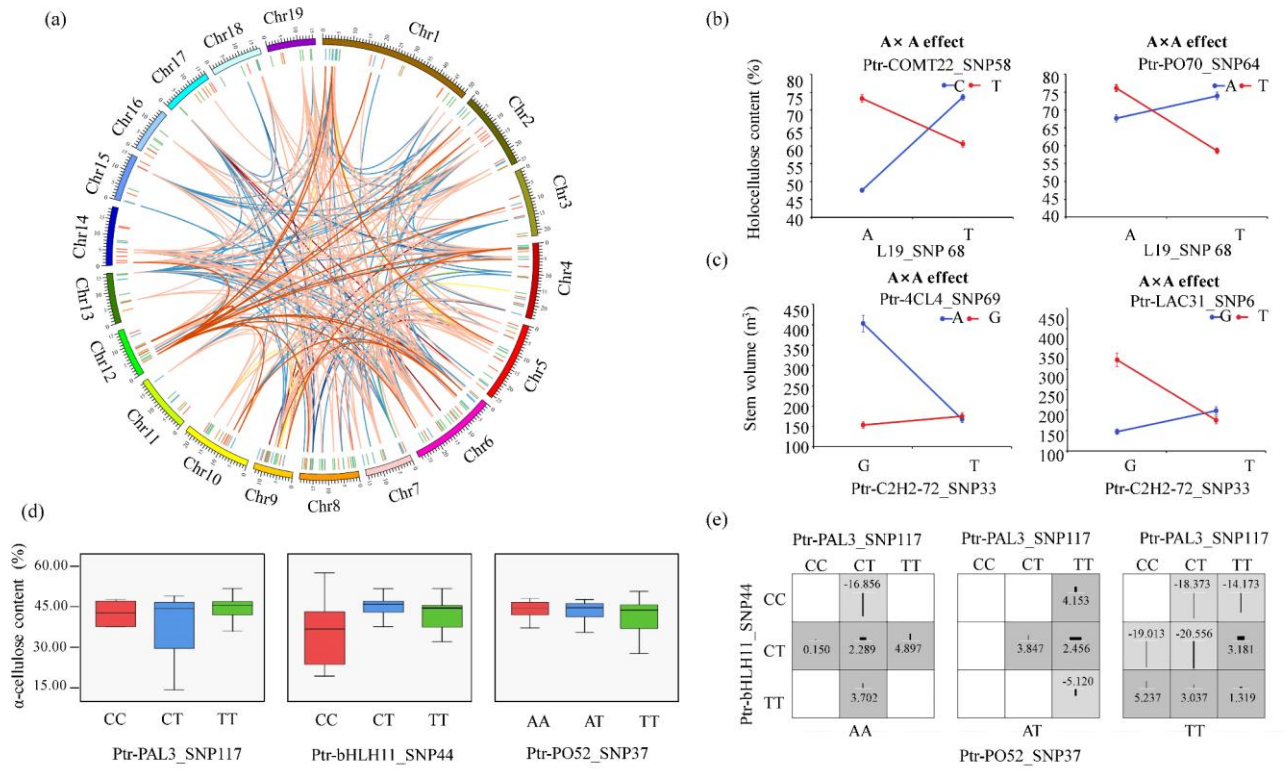 (a)
Chr1
Chr2
Chr3
Chr4
Chr5
Chr6
Chr7
Chr8
Chr9
Chr10
Chr11
Chr12
Chr13
Chr14
Chr15
Chr16
Chr17
Chr18
Chr19
(b)
A× A effect
Ptr-COMT22_SNP58
C T
Holocellulose content (%)
80
75
70
65
60
55
50
45
40
A T
L19_SNP 68
A×A effect
Ptr-PO70_SNP64
A T
80
75
70
65
60
55
50
45
40
A T
L19_SNP 68
(c)
A×A effect
Ptr-4CL4_SNP69
A G
Stem volume (m³)
450
400
350
300
250
200
150
100
G T
Ptr-C2H2-72_SNP33
A×A effect
Ptr-LAC31_SNP6
G T
450
400
350
250
200
150
100
G T
Ptr-C2H2-72_SNP33
(d)
α-cellulose content (%)
60.00
45.00
30.00
15.00
CC CT TT
Ptr-PAL3_SNP117
CC CT TT
Ptr-bHLH11_SNP44
AA AT TT
Ptr-PO52_SNP37
(e)
Ptr-PAL3_SNP117 Ptr-PAL3_SNP117 Ptr-PAL3_SNP117
CC CT TT CC CT TT CC CT TT
Ptr-bHLH11_SNP44
CC -16.856 4.153 -18.373 -14.173
CT 0.150 2.289 4.897 3.847 2.456 -19.013 -20.556 3.181
TT 3.702 -5.120 5.237 3.037 1.319
AA AT TT
Ptr-PO52_SNP37